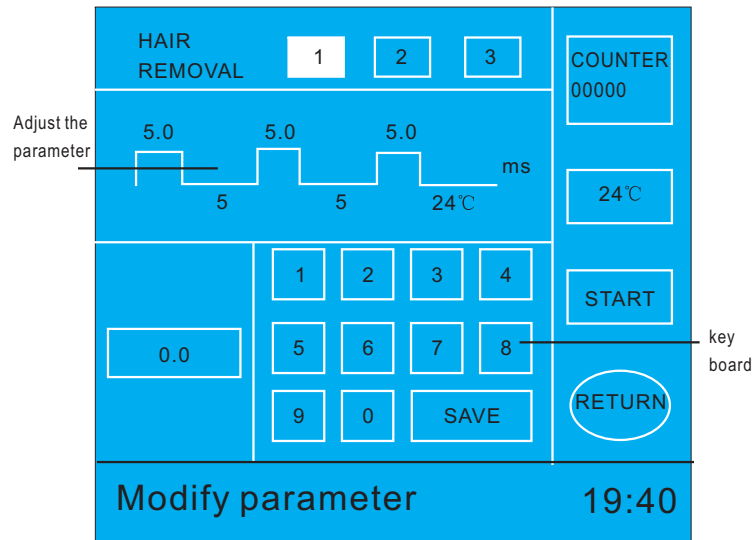 HAIR
REMOVAL
1
2
3
COUNTER
00000
Adjust the
parameter
5.0
5.0
5.0
ms
5
5
24℃
24℃
1
2
3
4
START
0.0
5
6
7
8
key
board
9
0
SAVE
RETURN
Modify parameter
19:40